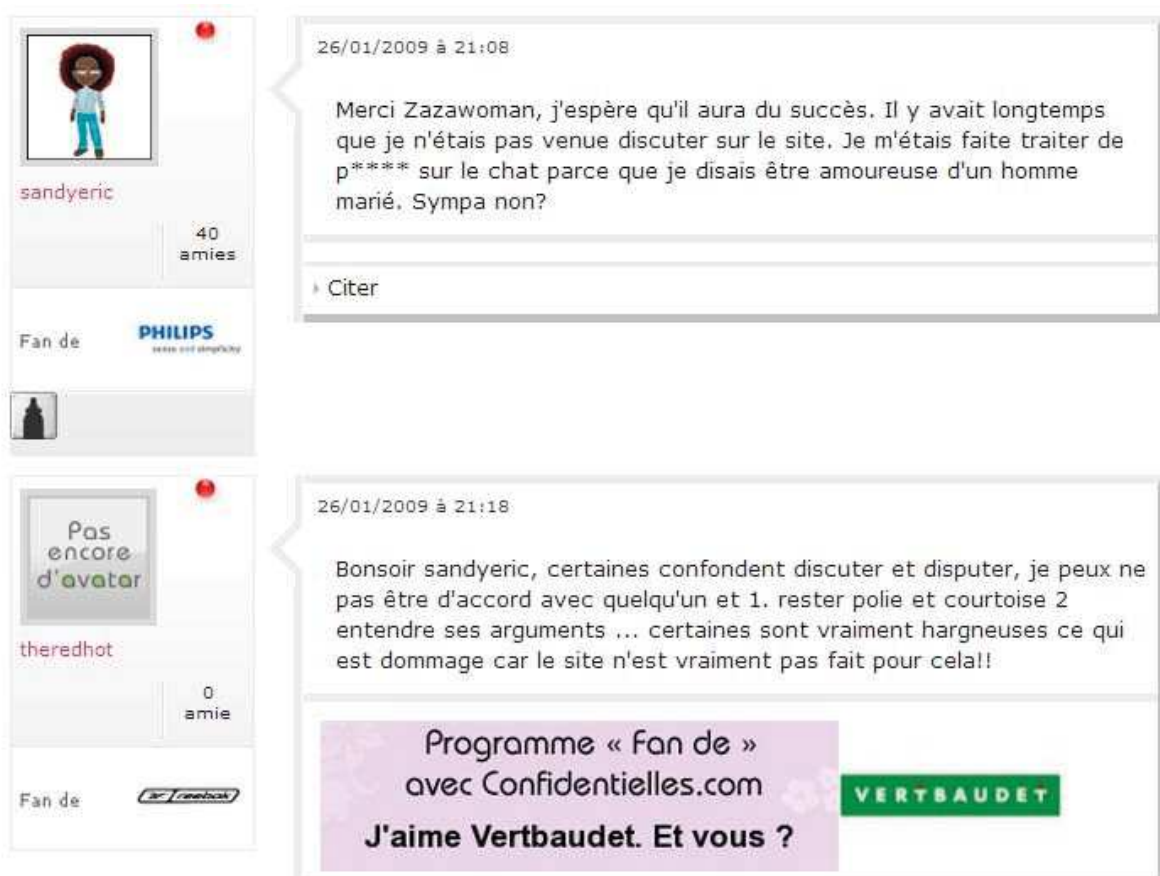 26/01/2009 à 21:08
Merci Zazawoman, j'espère qu'il aura du succès. Il y avait longtemps
que je n'étais pas venue discuter sur le site. Je m'étais faite traiter de
p**** sur le chat parce que je disais être amoureuse d'un homme
marié. Sympa non?
sandyeric
40
amies
Citer
Fan de
PHILIPS
sense and simplicity
26/01/2009 à 21:18
Pas
encore
d'avatar
Bonsoir sandyeric, certaines confondent discuter et disputer, je peux ne
pas être d'accord avec quelqu'un et 1. rester polie et courtoise 2
entendre ses arguments ... certaines sont vraiment hargneuses ce qui
est dommage car le site n'est vraiment pas fait pour cela!!
theredhot
0
amie
Fan de
Reebok
Programme « Fan de »
avec Confidentielles.com
J'aime Vertbaudet. Et vous ?
VERTBAUDET